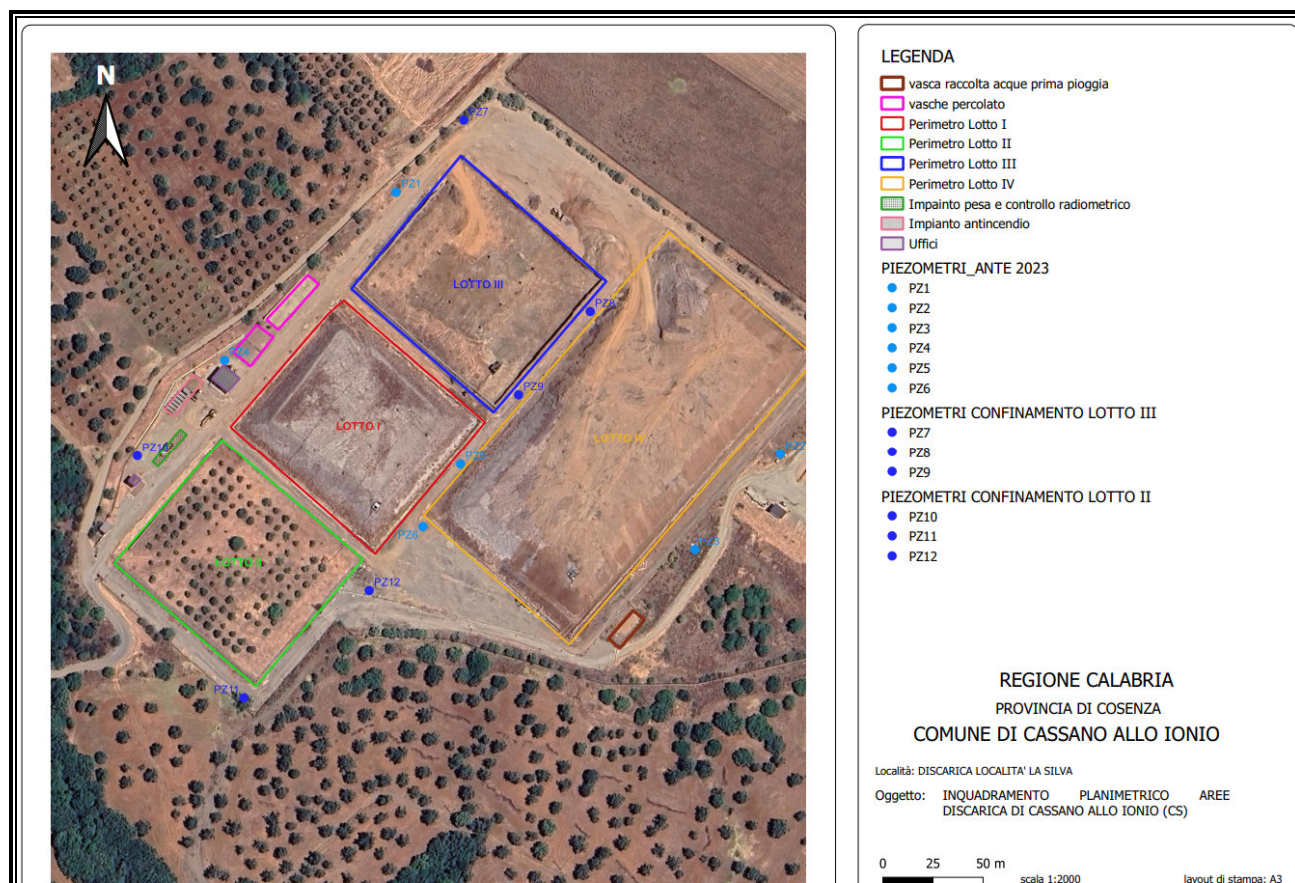 N
PZ7
PZ1
LOTTO III
PZ8
PZ4
PZ9
LOTTO I
LOTTO IV
PZ10
PZ5
PZ2
PZ6
PZ3
LOTTO II
PZ12
PZ11
LEGENDA
vasca raccolta acque prima pioggia
vasche percolato
Perimetro Lotto I
Perimetro Lotto II
Perimetro Lotto III
Perimetro Lotto IV
Impainto pesa e controllo radiometrico
Impianto antincendio
Uffici
PIEZOMETRI_ANTE 2023
PZ1
PZ2
PZ3
PZ4
PZ5
PZ6
PIEZOMETRI CONFINAMENTO LOTTO III
PZ7
PZ8
PZ9
PIEZOMETRI CONFINAMENTO LOTTO II
PZ10
PZ11
PZ12
REGIONE CALABRIA
PROVINCIA DI COSENZA
COMUNE DI CASSANO ALLO IONIO
Località: DISCARICA LOCALITA' LA SILVA
Oggetto: INQUADRAMENTO PLANIMETRICO AREE
DISCARICA DI CASSANO ALLO IONIO (CS)
0 25 50 m
scala 1:2000 layout di stampa: A3